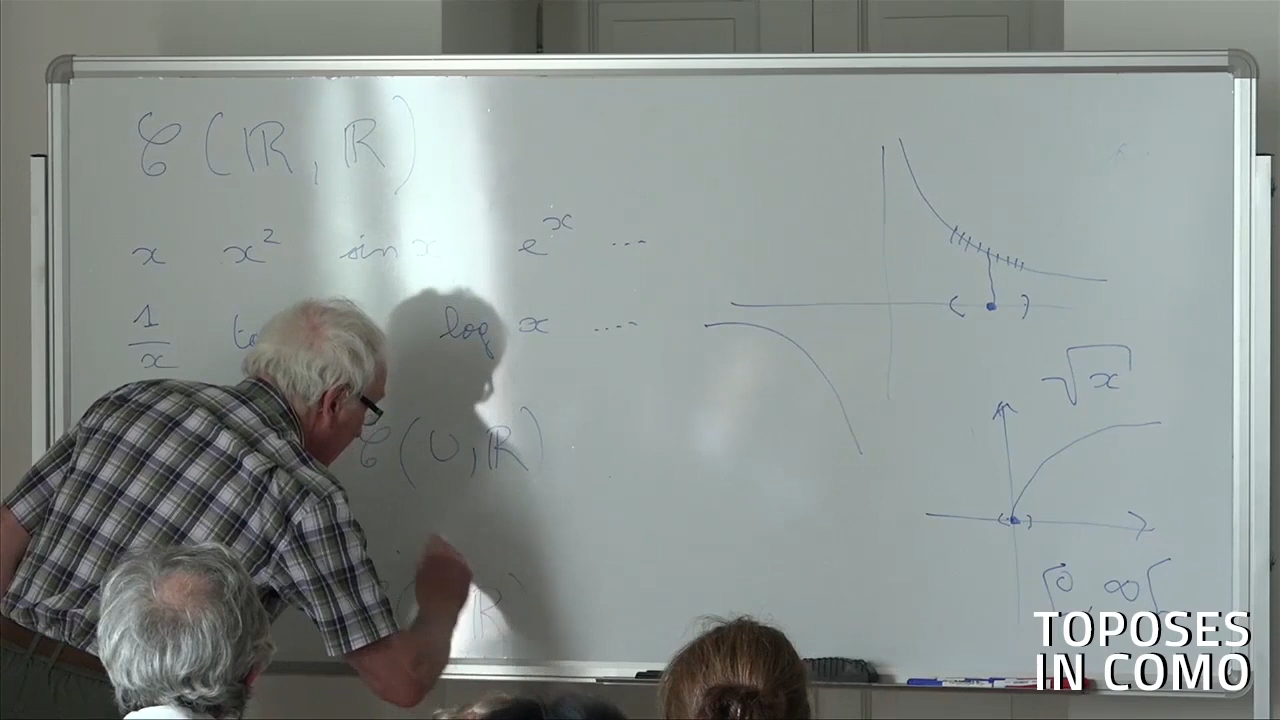 𝒞(ℝ, ℝ)
x x² sin x eˣ ...
1/x log x ....
𝒞(U, ℝ)
ℝ)
√x
[0, ∞[
TOPOSES
IN COMO